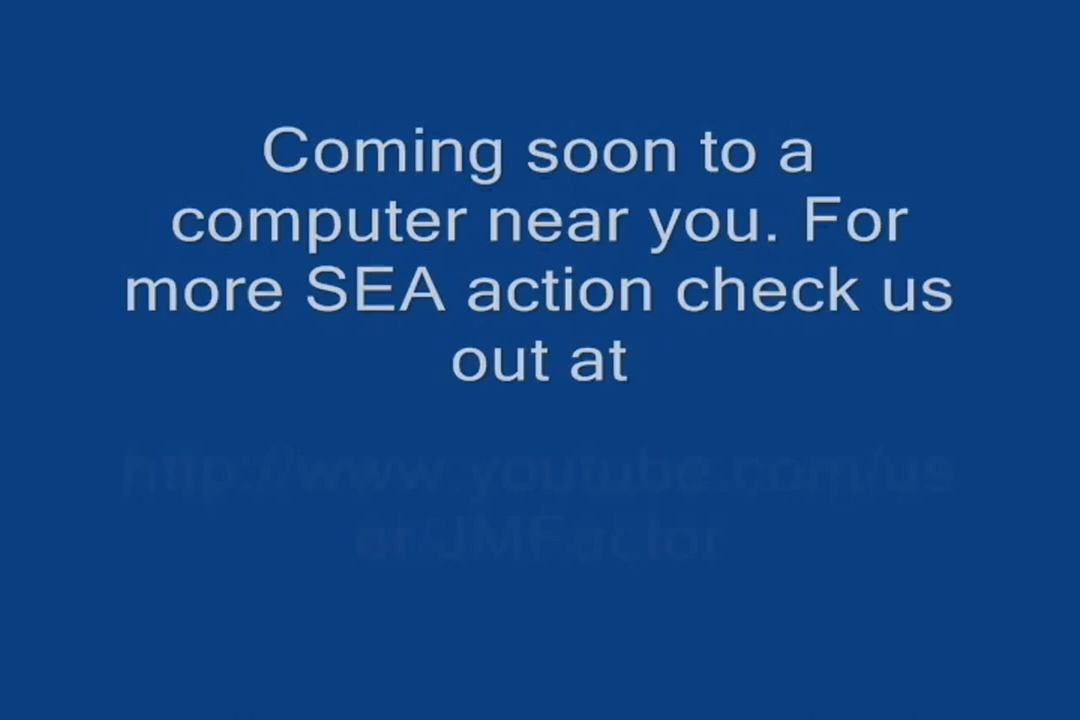 Coming soon to a
computer near you. For
more SEA action check us
out at
http://www.youtube.com/us
er/JMFactor